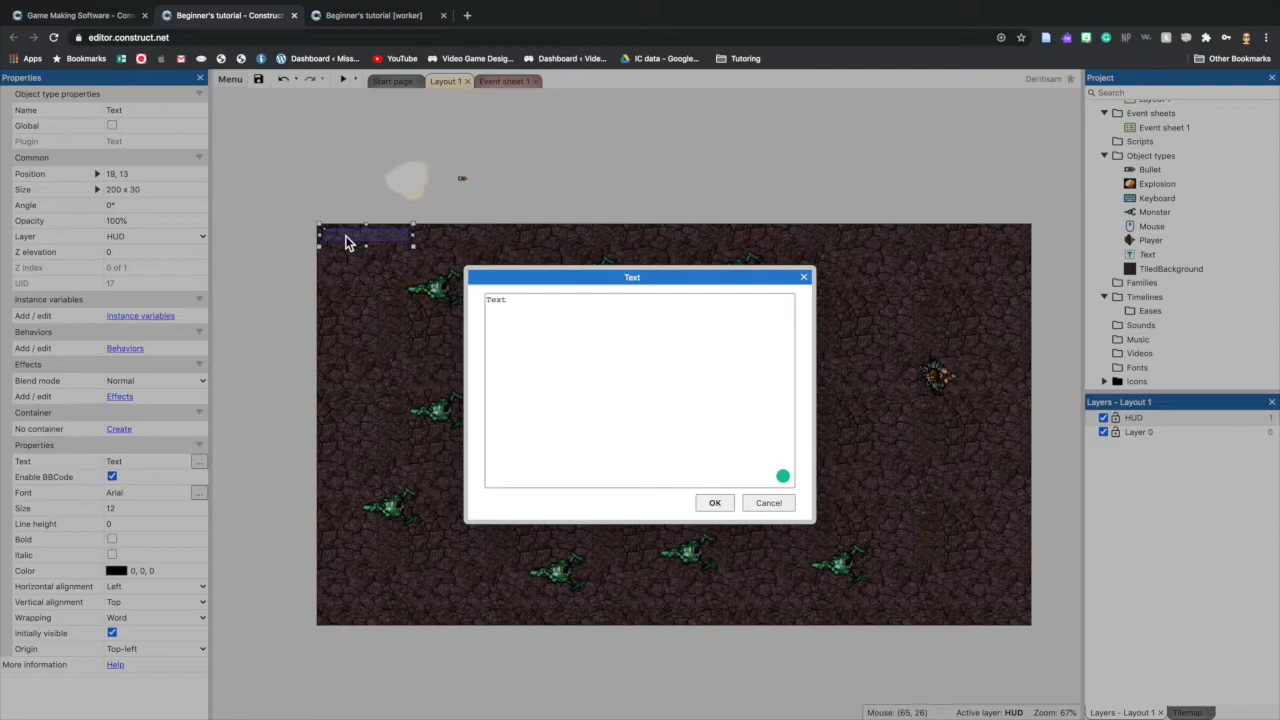 Game Making Software - Cons
Beginner's tutorial - Construct
Beginner's tutorial [worker]
editor.construct.net
Apps
Bookmarks
Dashboard ‹ Miss...
YouTube
Video Game Desig...
Dashboard ‹ Vide...
IC data - Google...
Tutoring
Other Bookmarks
Properties
Menu
Start page
Layout 1
Event sheet 1
Deritisam
Project
Object type properties
Name Text
Global
Plugin Text
Common
Position 19, 13
Size 200 x 30
Angle 0°
Opacity 100%
Layer HUD
Z elevation 0
Z index 0 of 1
UID 17
Instance variables
Add / edit Instance variables
Behaviors
Add / edit Behaviors
Effects
Blend mode Normal
Add / edit Effects
Container
No container Create
Properties
Text Text ...
Enable BBCode
Font Arial ...
Size 12
Line height 0
Bold
Italic
Color 0, 0, 0
Horizontal alignment Left
Vertical alignment Top
Wrapping Word
Initially visible
Origin Top-left
More information Help
Text
Text
OK
Cancel
Search
Layout 1
Event sheets
Event sheet 1
Scripts
Object types
Bullet
Explosion
Keyboard
Monster
Mouse
Player
Text
TiledBackground
Families
Timelines
Eases
Sounds
Music
Videos
Fonts
Icons
Layers - Layout 1
HUD 1
Layer 0 0
Mouse: (65, 26) Active layer: HUD Zoom: 67%
Layers - Layout 1
Tilemap